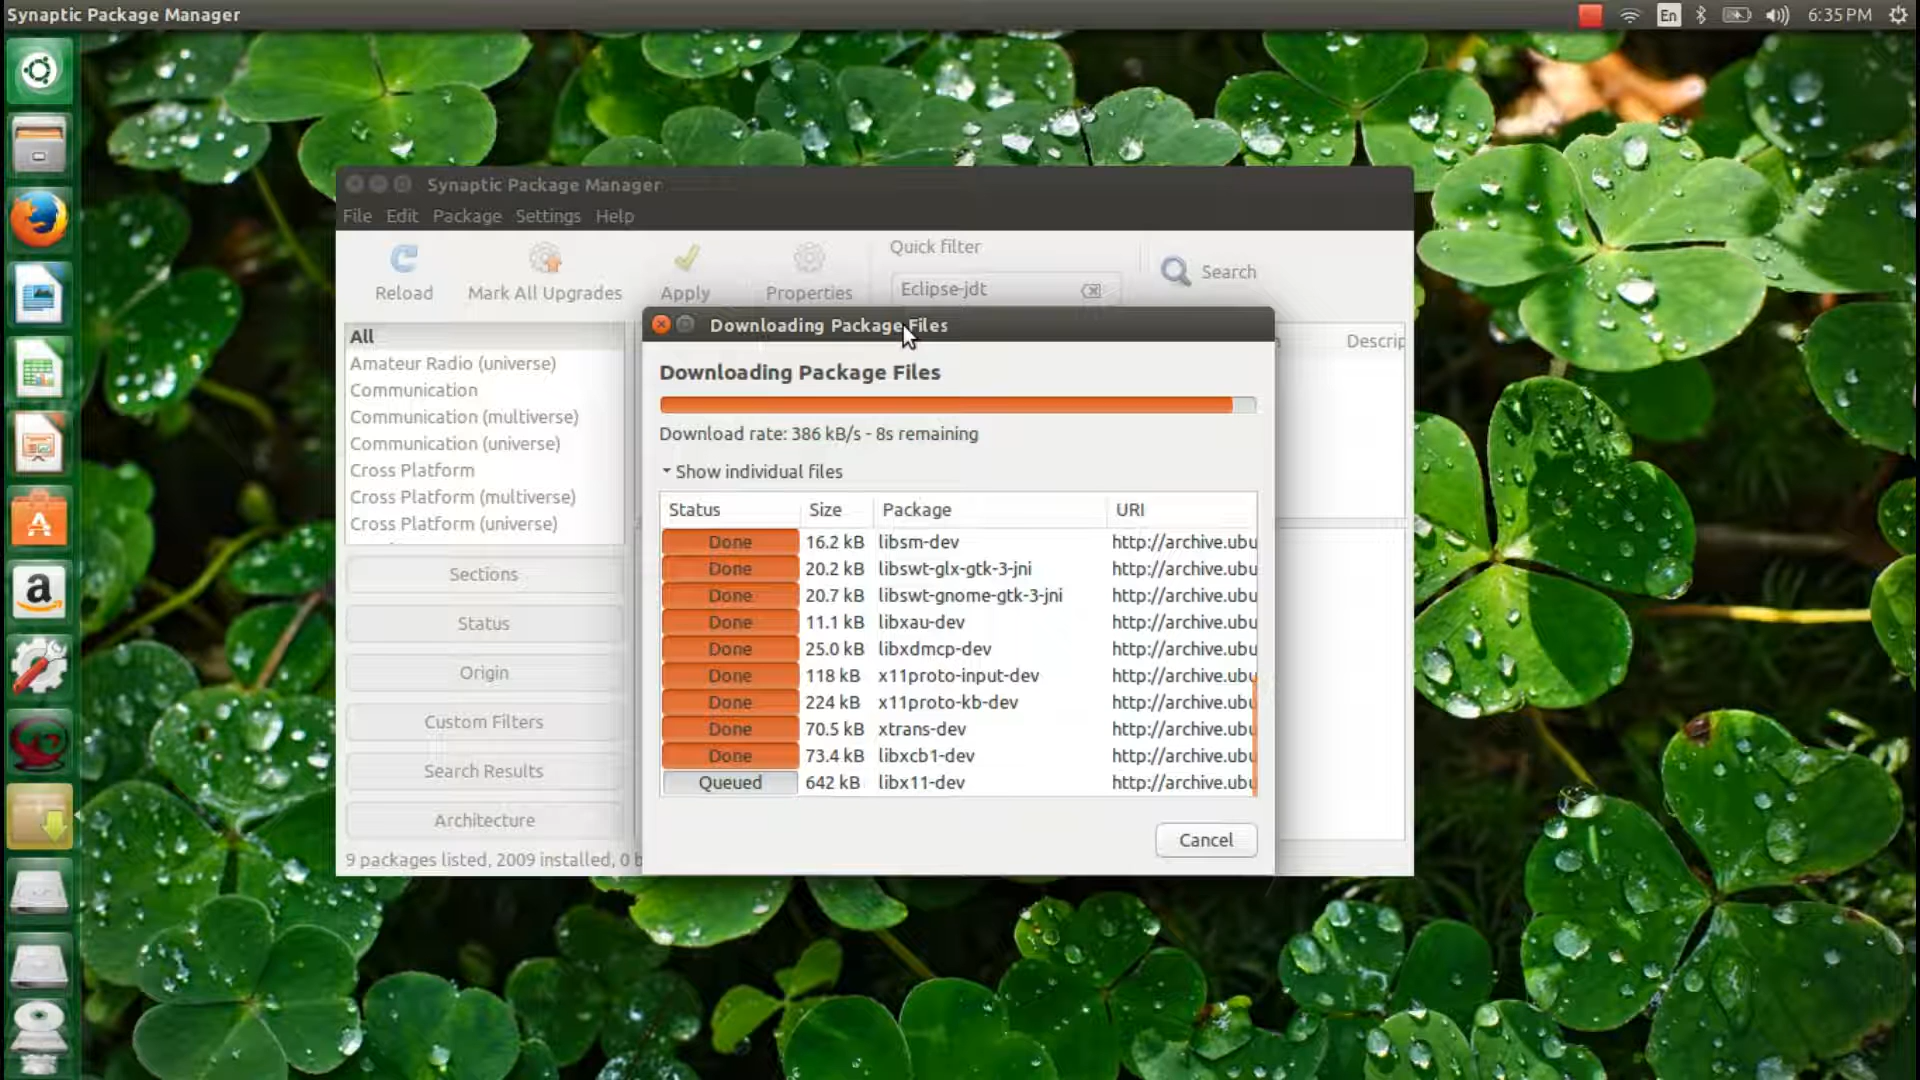 Synaptic Package Manager
En
6:35 PM
Synaptic Package Manager
File Edit Package Settings Help
Reload
Mark All Upgrades
Apply
Properties
Quick filter
Eclipse-jdt
Search
All
Amateur Radio (universe)
Communication
Communication (multiverse)
Communication (universe)
Cross Platform
Cross Platform (multiverse)
Cross Platform (universe)
Sections
Status
Origin
Custom Filters
Search Results
Architecture
9 packages listed, 2009 installed, 0 b
Descrip
Downloading Package Files
Downloading Package Files
Download rate: 386 kB/s - 8s remaining
Show individual files
Status Size Package URI
Done 16.2 kB libsm-dev http://archive.ubu
Done 20.2 kB libswt-glx-gtk-3-jni http://archive.ubu
Done 20.7 kB libswt-gnome-gtk-3-jni http://archive.ubu
Done 11.1 kB libxau-dev http://archive.ubu
Done 25.0 kB libxdmcp-dev http://archive.ubu
Done 118 kB x11proto-input-dev http://archive.ubu
Done 224 kB x11proto-kb-dev http://archive.ubu
Done 70.5 kB xtrans-dev http://archive.ubu
Done 73.4 kB libxcb1-dev http://archive.ubu
Queued 642 kB libx11-dev http://archive.ubu
Cancel